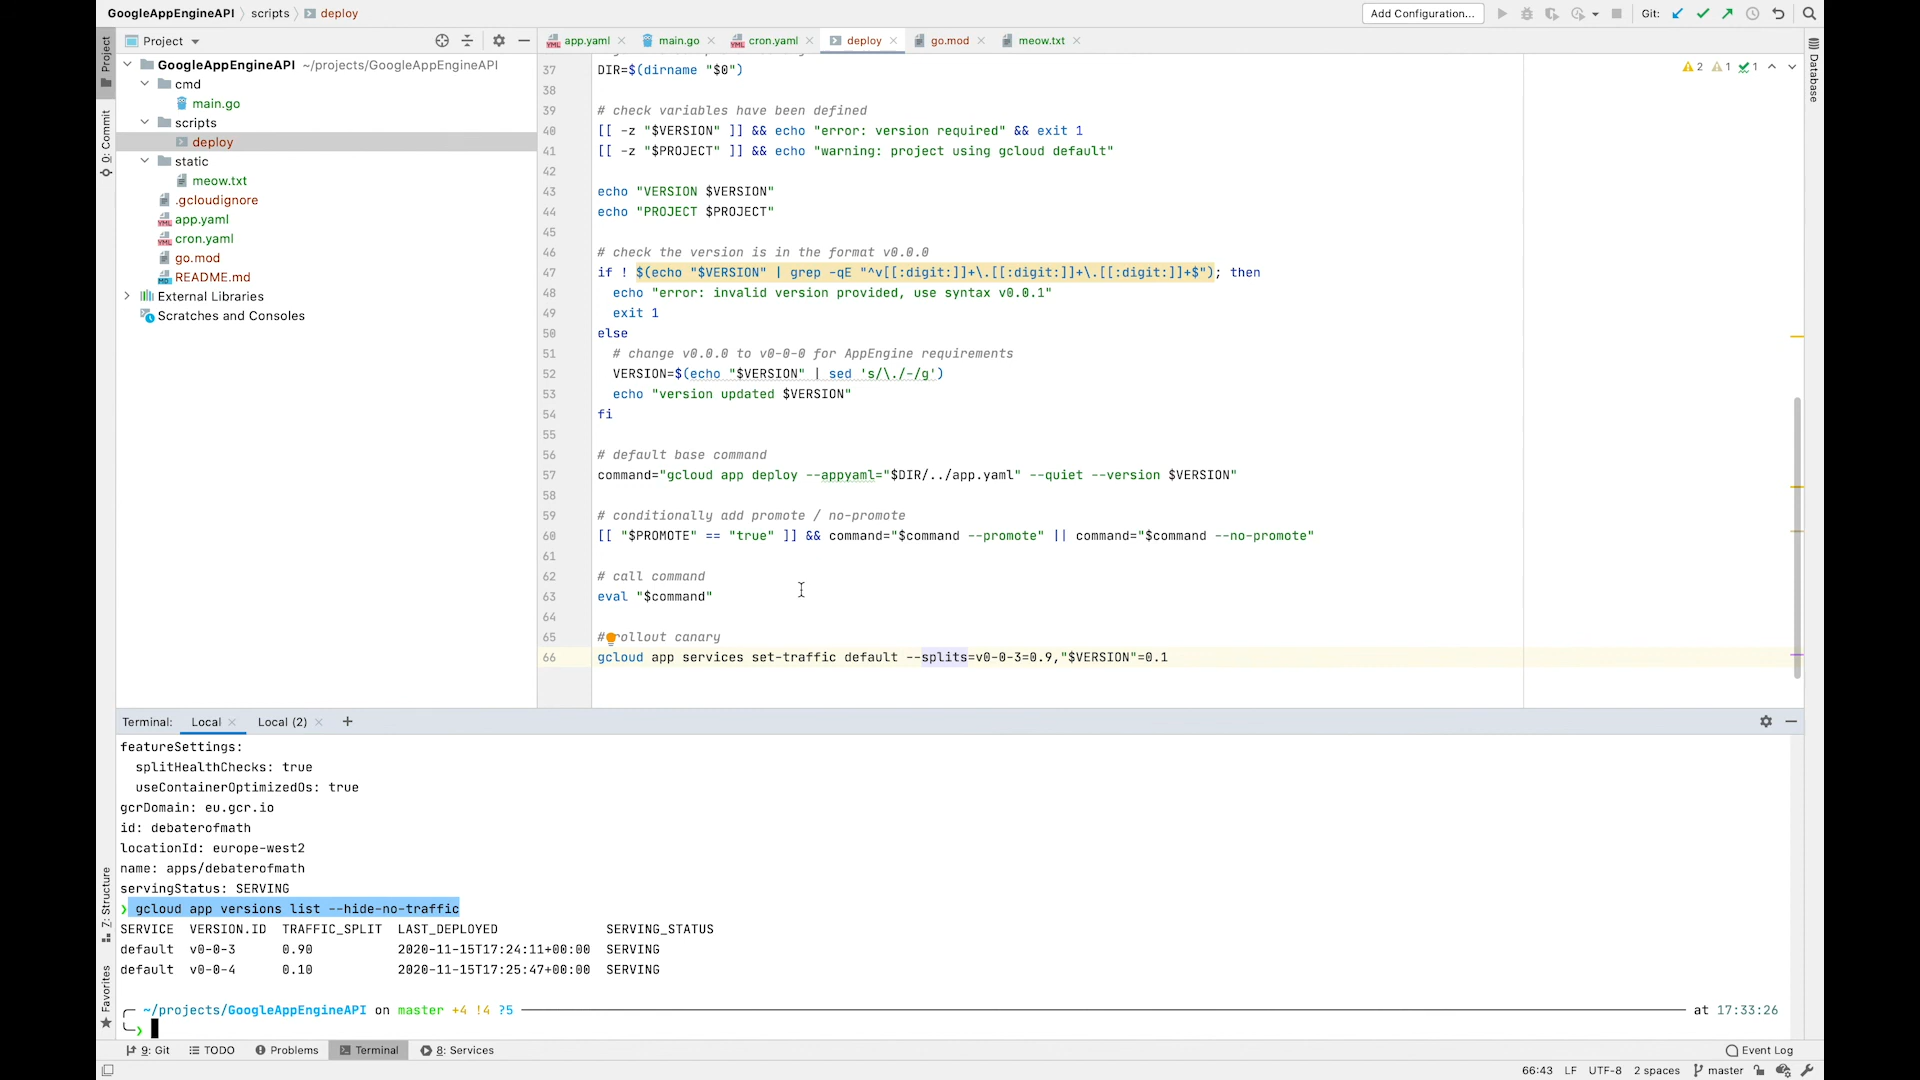 GoogleAppEngineAPI scripts deploy Add Configuration... Git:
Project
app.yaml main.go cron.yaml deploy go.mod meow.txt
GoogleAppEngineAPI ~/projects/GoogleAppEngineAPI
cmd
main.go
scripts
deploy
static
meow.txt
.gcloudignore
app.yaml
cron.yaml
go.mod
README.md
External Libraries
Scratches and Consoles
Project
0: Commit
7: Structure
Favorites
Database
2 1 1
37 DIR=$(dirname "$0")
38
39 # check variables have been defined
40 [[ -z "$VERSION" ]] && echo "error: version required" && exit 1
41 [[ -z "$PROJECT" ]] && echo "warning: project using gcloud default"
42
43 echo "VERSION $VERSION"
44 echo "PROJECT $PROJECT"
45
46 # check the version is in the format v0.0.0
47 if ! $(echo "$VERSION" | grep -qE "^v[[:digit:]]+\.[[:digit:]]+\.[[:digit:]]+$"); then
48 echo "error: invalid version provided, use syntax v0.0.1"
49 exit 1
50 else
51 # change v0.0.0 to v0-0-0 for AppEngine requirements
52 VERSION=$(echo "$VERSION" | sed 's/\./-/g')
53 echo "version updated $VERSION"
54 fi
55
56 # default base command
57 command="gcloud app deploy --appyaml="$DIR/../app.yaml" --quiet --version $VERSION"
58
59 # conditionally add promote / no-promote
60 [[ "$PROMOTE" == "true" ]] && command="$command --promote" || command="$command --no-promote"
61
62 # call command
63 eval "$command"
64
65 # rollout canary
66 gcloud app services set-traffic default --splits=v0-0-3=0.9,"$VERSION"=0.1
Terminal: Local Local (2) +
featureSettings:
splitHealthChecks: true
useContainerOptimizedOs: true
gcrDomain: eu.gcr.io
id: debaterofmath
locationId: europe-west2
name: apps/debaterofmath
servingStatus: SERVING
❯ gcloud app versions list --hide-no-traffic
SERVICE VERSION.ID TRAFFIC_SPLIT LAST_DEPLOYED SERVING_STATUS
default v0-0-3 0.90 2020-11-15T17:24:11+00:00 SERVING
default v0-0-4 0.10 2020-11-15T17:25:47+00:00 SERVING
~/projects/GoogleAppEngineAPI on master +4 !4 ?5 at 17:33:26
❯
9: Git TODO Problems Terminal 8: Services Event Log
66:43 LF UTF-8 2 spaces master